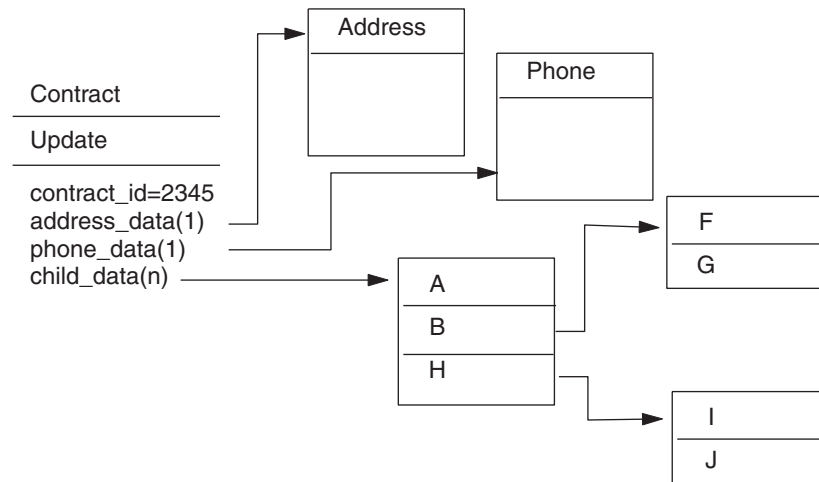 Address
Phone
Contract
Update
contract_id=2345
address_data(1)
phone_data(1)
child_data(n)
A
B
H
F
G
I
J